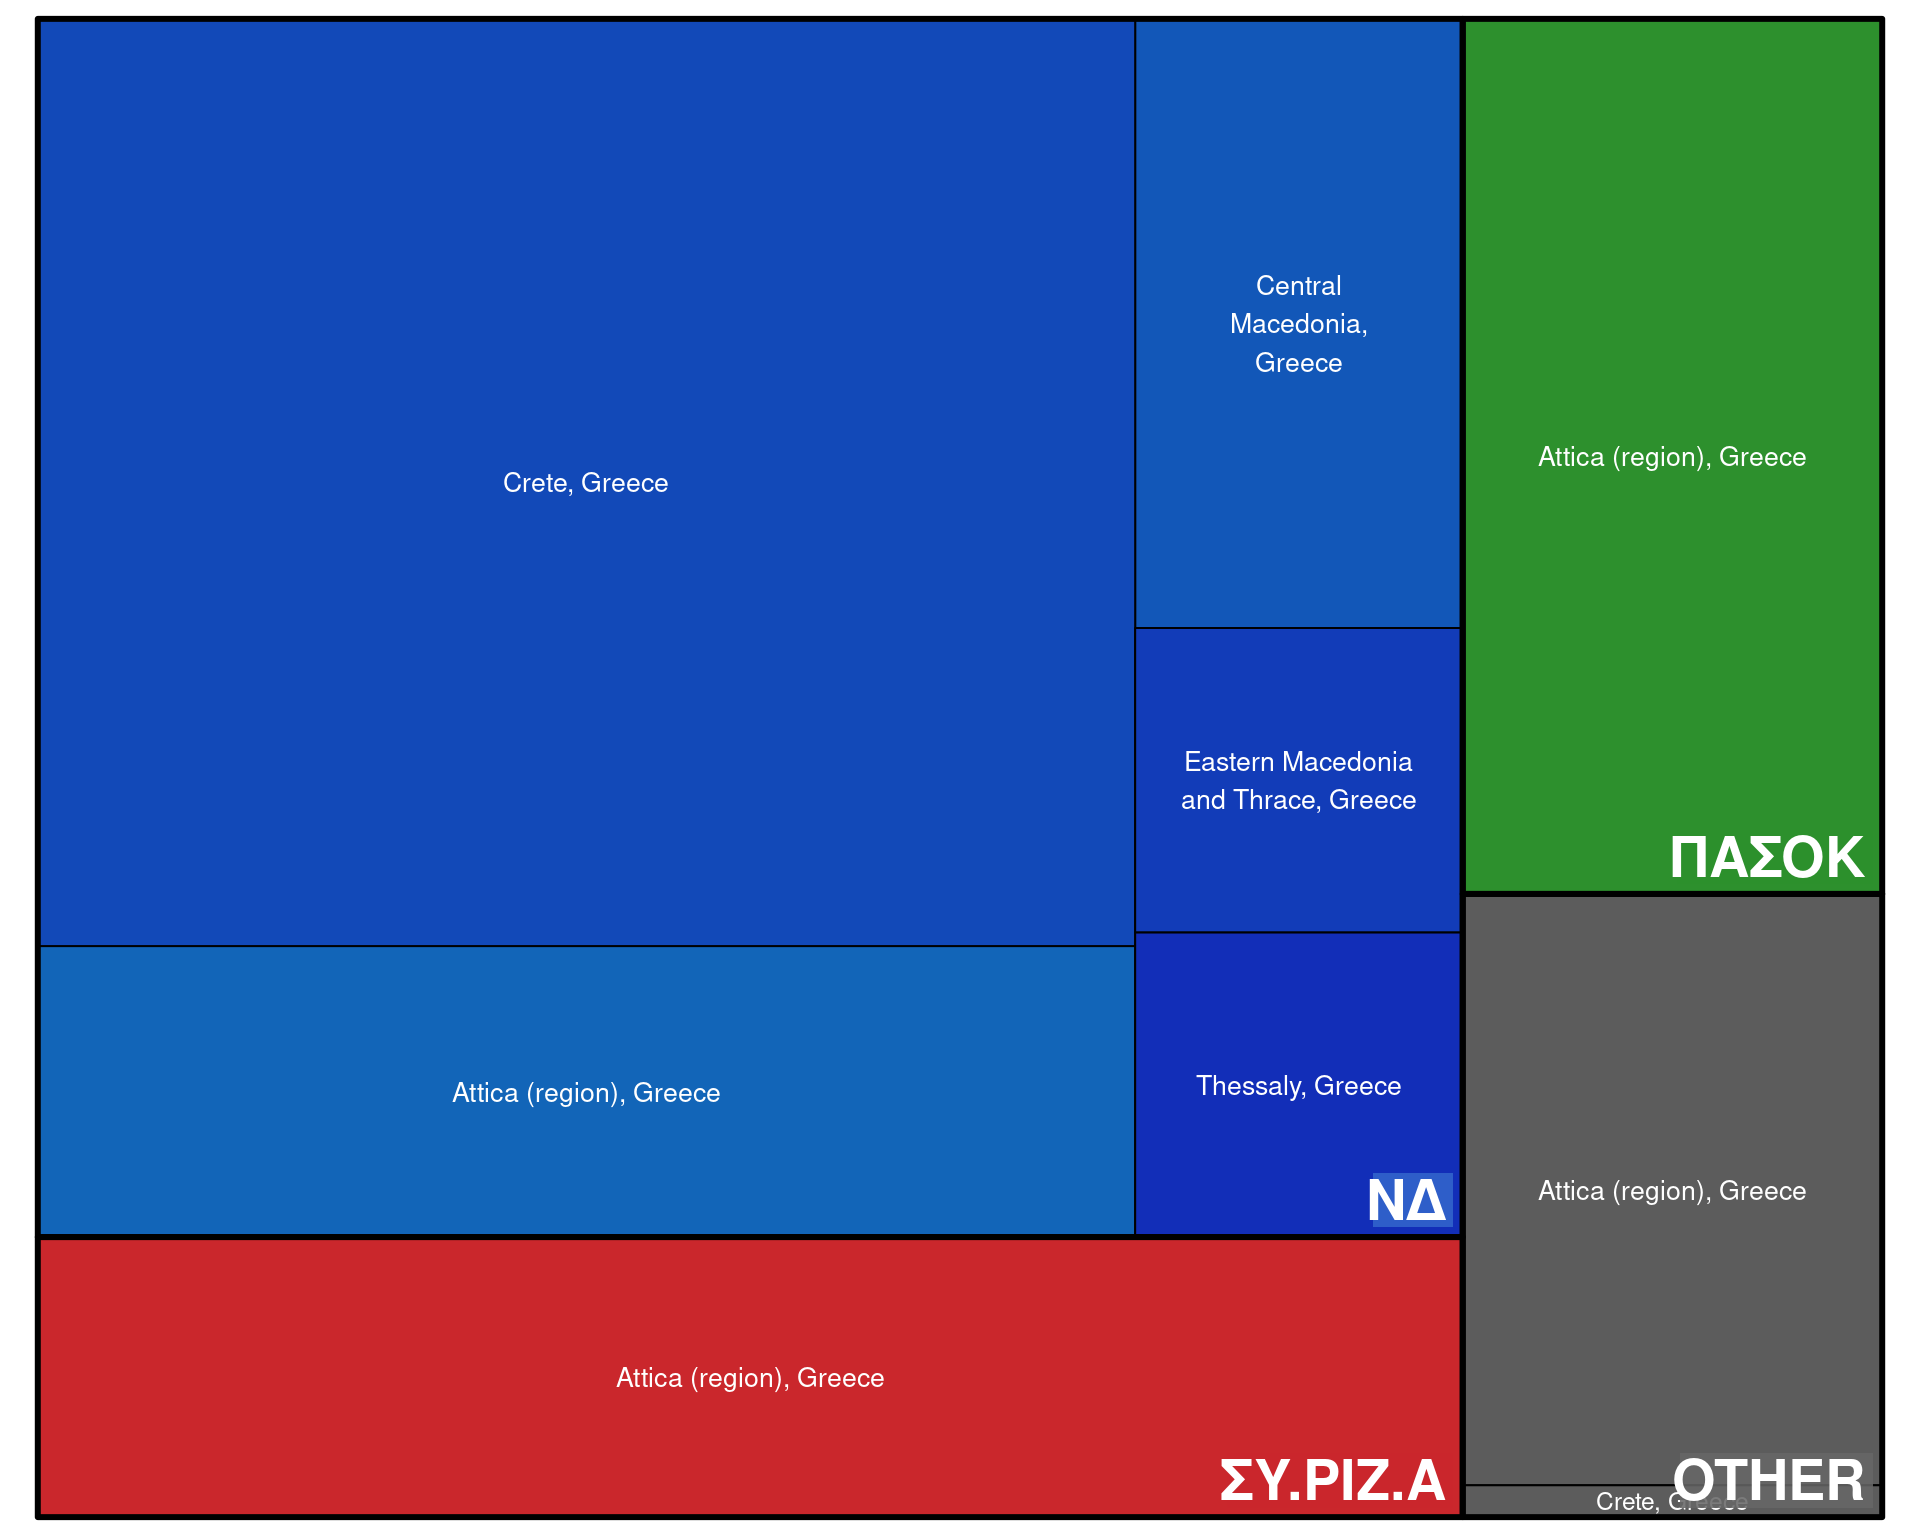 Crete, Greece
Central
Macedonia,
Greece
Eastern Macedonia
and Thrace, Greece
Attica (region), Greece
Thessaly, Greece
ΝΔ
Attica (region), Greece
ΣΥ.ΡΙΖ.Α
Attica (region), Greece
ΠΑΣΟΚ
Attica (region), Greece
Crete, Greece
OTHER